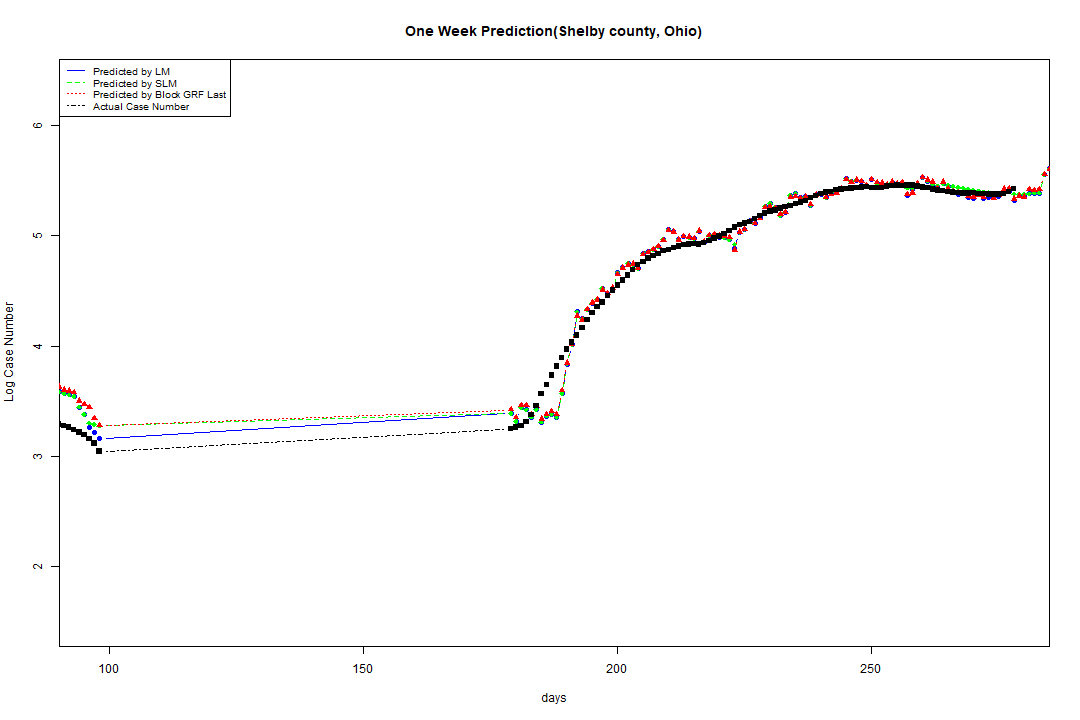 One Week Prediction(Shelby county, Ohio)
Predicted by LM
Predicted by SLM
Predicted by Block GRF Last
Actual Case Number
Log Case Number
6
5
4
3
2
100
150
200
250
days